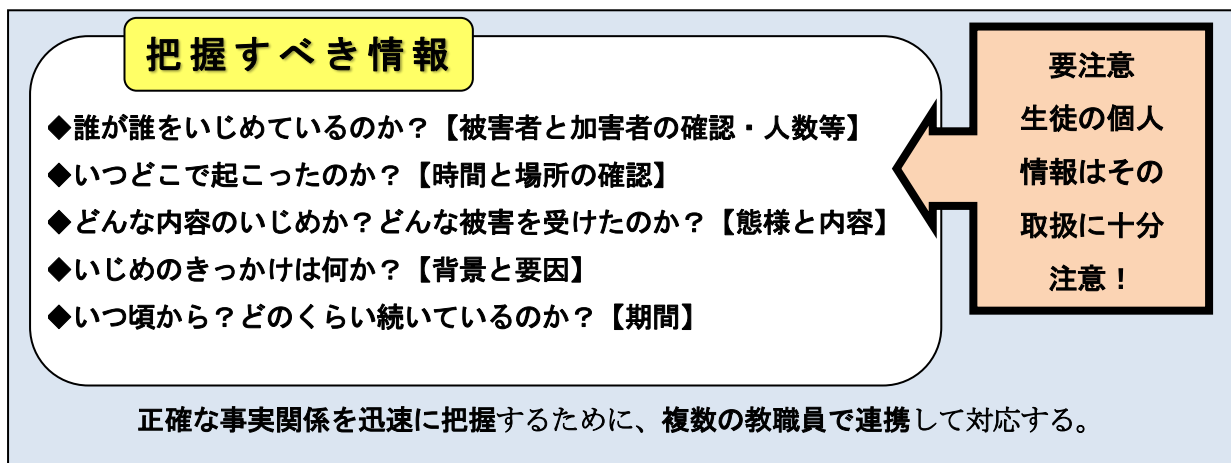 把握すべき情報
◆誰が誰をいじめているのか？【被害者と加害者の確認・人数等】
◆いつどこで起こったのか？【時間と場所の確認】
◆どんな内容のいじめか？どんな被害を受けたのか？【態様と内容】
◆いじめのきっかけは何か？【背景と要因】
◆いつ頃から？どのくらい続いているのか？【期間】
要注意
生徒の個人
情報はその
取扱に十分
注意！
正確な事実関係を迅速に把握するために、複数の教職員で連携して対応する。